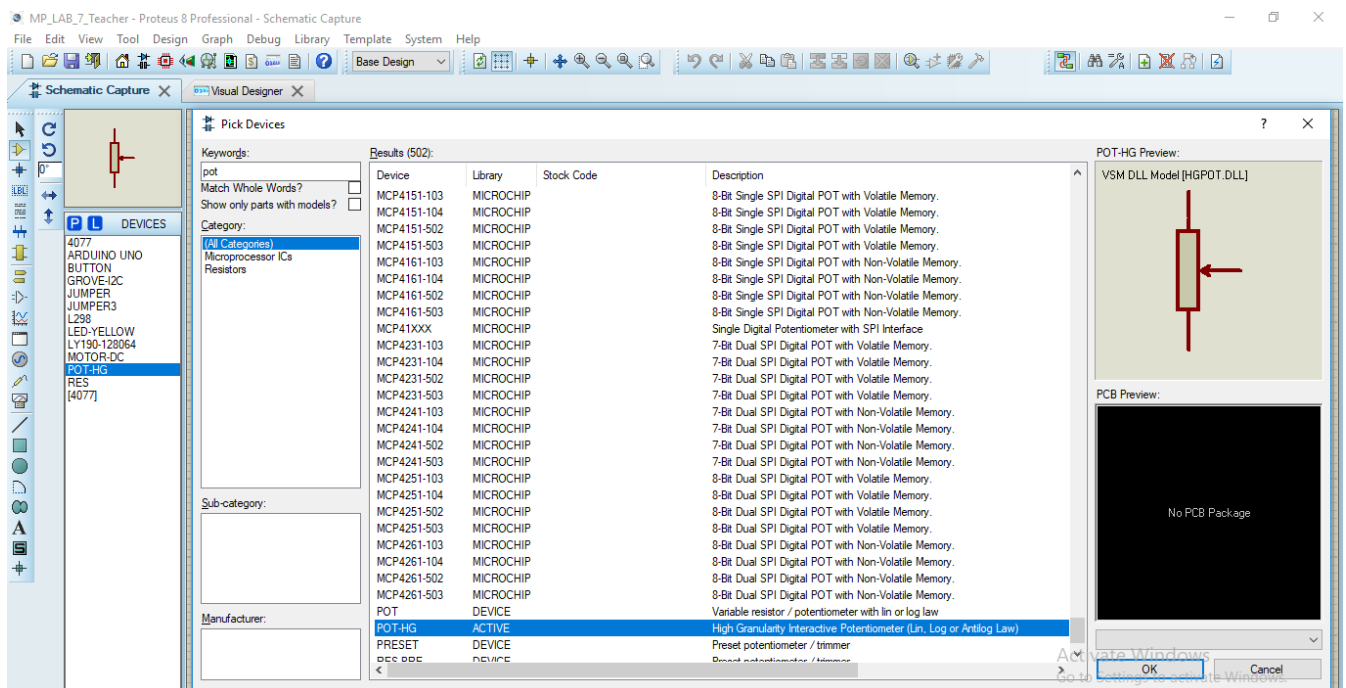 MP_LAB_7_Teacher - Proteus 8 Professional - Schematic Capture
File Edit View Tool Design Graph Debug Library Template System Help
Base Design
Schematic Capture
Visual Designer
Pick Devices
? 
Keywords:
pot
Match Whole Words?
Show only parts with models?
Category:
(All Categories)
Microprocessor ICs
Resistors
Sub-category:
Manufacturer:
0°
LBL
P L DEVICES
4077
ARDUINO UNO
BUTTON
GROVE-I2C
JUMPER
JUMPER3
L298
LED-YELLOW
LY190-128064
MOTOR-DC
POT-HG
RES
[4077]
A
S
Results (502):
Device Library Stock Code Description
MCP4151-103 MICROCHIP 8-Bit Single SPI Digital POT with Volatile Memory.
MCP4151-104 MICROCHIP 8-Bit Single SPI Digital POT with Volatile Memory.
MCP4151-502 MICROCHIP 8-Bit Single SPI Digital POT with Volatile Memory.
MCP4151-503 MICROCHIP 8-Bit Single SPI Digital POT with Volatile Memory.
MCP4161-103 MICROCHIP 8-Bit Single SPI Digital POT with Non-Volatile Memory.
MCP4161-104 MICROCHIP 8-Bit Single SPI Digital POT with Non-Volatile Memory.
MCP4161-502 MICROCHIP 8-Bit Single SPI Digital POT with Non-Volatile Memory.
MCP4161-503 MICROCHIP 8-Bit Single SPI Digital POT with Non-Volatile Memory.
MCP41XXX MICROCHIP Single Digital Potentiometer with SPI Interface
MCP4231-103 MICROCHIP 7-Bit Dual SPI Digital POT with Volatile Memory.
MCP4231-104 MICROCHIP 7-Bit Dual SPI Digital POT with Volatile Memory.
MCP4231-502 MICROCHIP 7-Bit Dual SPI Digital POT with Volatile Memory.
MCP4231-503 MICROCHIP 7-Bit Dual SPI Digital POT with Volatile Memory.
MCP4241-103 MICROCHIP 7-Bit Dual SPI Digital POT with Non-Volatile Memory.
MCP4241-104 MICROCHIP 7-Bit Dual SPI Digital POT with Non-Volatile Memory.
MCP4241-502 MICROCHIP 7-Bit Dual SPI Digital POT with Non-Volatile Memory.
MCP4241-503 MICROCHIP 7-Bit Dual SPI Digital POT with Non-Volatile Memory.
MCP4251-103 MICROCHIP 8-Bit Dual SPI Digital POT with Volatile Memory.
MCP4251-104 MICROCHIP 8-Bit Dual SPI Digital POT with Volatile Memory.
MCP4251-502 MICROCHIP 8-Bit Dual SPI Digital POT with Volatile Memory.
MCP4251-503 MICROCHIP 8-Bit Dual SPI Digital POT with Volatile Memory.
MCP4261-103 MICROCHIP 8-Bit Dual SPI Digital POT with Non-Volatile Memory.
MCP4261-104 MICROCHIP 8-Bit Dual SPI Digital POT with Non-Volatile Memory.
MCP4261-502 MICROCHIP 8-Bit Dual SPI Digital POT with Non-Volatile Memory.
MCP4261-503 MICROCHIP 8-Bit Dual SPI Digital POT with Non-Volatile Memory.
POT DEVICE Variable resistor / potentiometer with lin or log law
POT-HG ACTIVE High Granularity Interactive Potentiometer (Lin, Log or Antilog Law)
PRESET DEVICE Preset potentiometer / trimmer
RES-PRE DEVICE Preset potentiometer / trimmer
POT-HG Preview:
VSM DLL Model [HGPOT.DLL]
PCB Preview:
No PCB Package
Activate Windows
Go to Settings to activate Windows.
OK Cancel